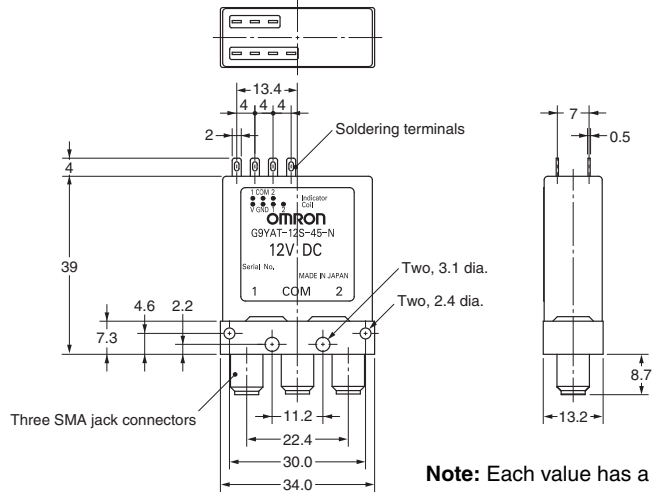 13.4
4 4 4
2
Soldering terminals
7
0.5
4
1 COM 2
Indicator
Coil
V GND 1 2
OMRON
G9YAT-12S-45-N
12V DC
Serial No.
MADE IN JAPAN
1 COM 2
39
Two, 3.1 dia.
Two, 2.4 dia.
4.6
2.2
7.3
8.7
Three SMA jack connectors
11.2
13.2
22.4
30.0
34.0
Note: Each value has a